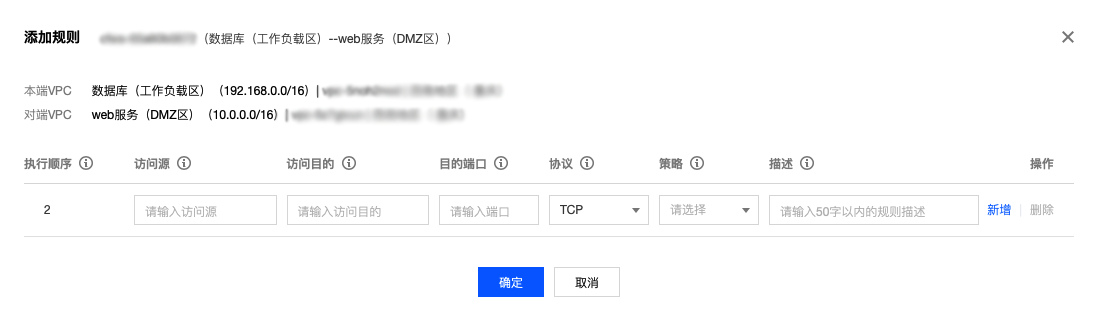 添加规则 （数据库（工作负载区）--web服务（DMZ区））
本端VPC 数据库（工作负载区）（192.168.0.0/16）|
对端VPC web服务（DMZ区）（10.0.0.0/16）|
执行顺序 访问源 访问目的 目的端口 协议 策略 描述 操作
2 请输入访问源 请输入访问目的 请输入端口 TCP 请选择 请输入50字以内的规则描述 新增 | 删除
确定 取消